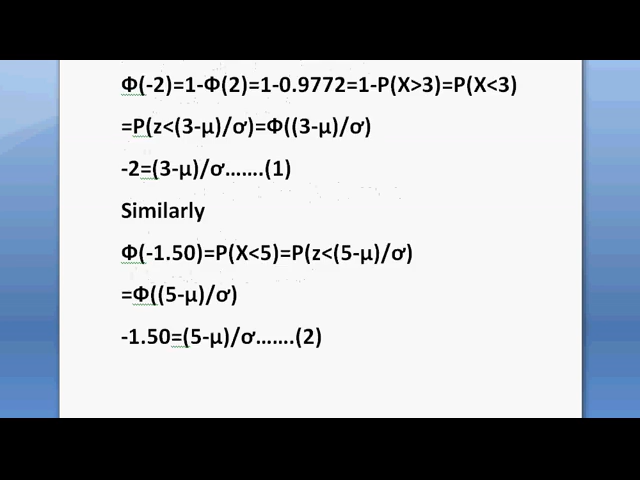 Φ(-2)=1-Φ(2)=1-0.9772=1-P(X>3)=P(X<3)
=P(z<(3-μ)/σ)=Φ((3-μ)/σ)
-2=(3-μ)/σ.......(1)
Similarly
Φ(-1.50)=P(X<5)=P(z<(5-μ)/σ)
=Φ((5-μ)/σ)
-1.50=(5-μ)/σ.......(2)